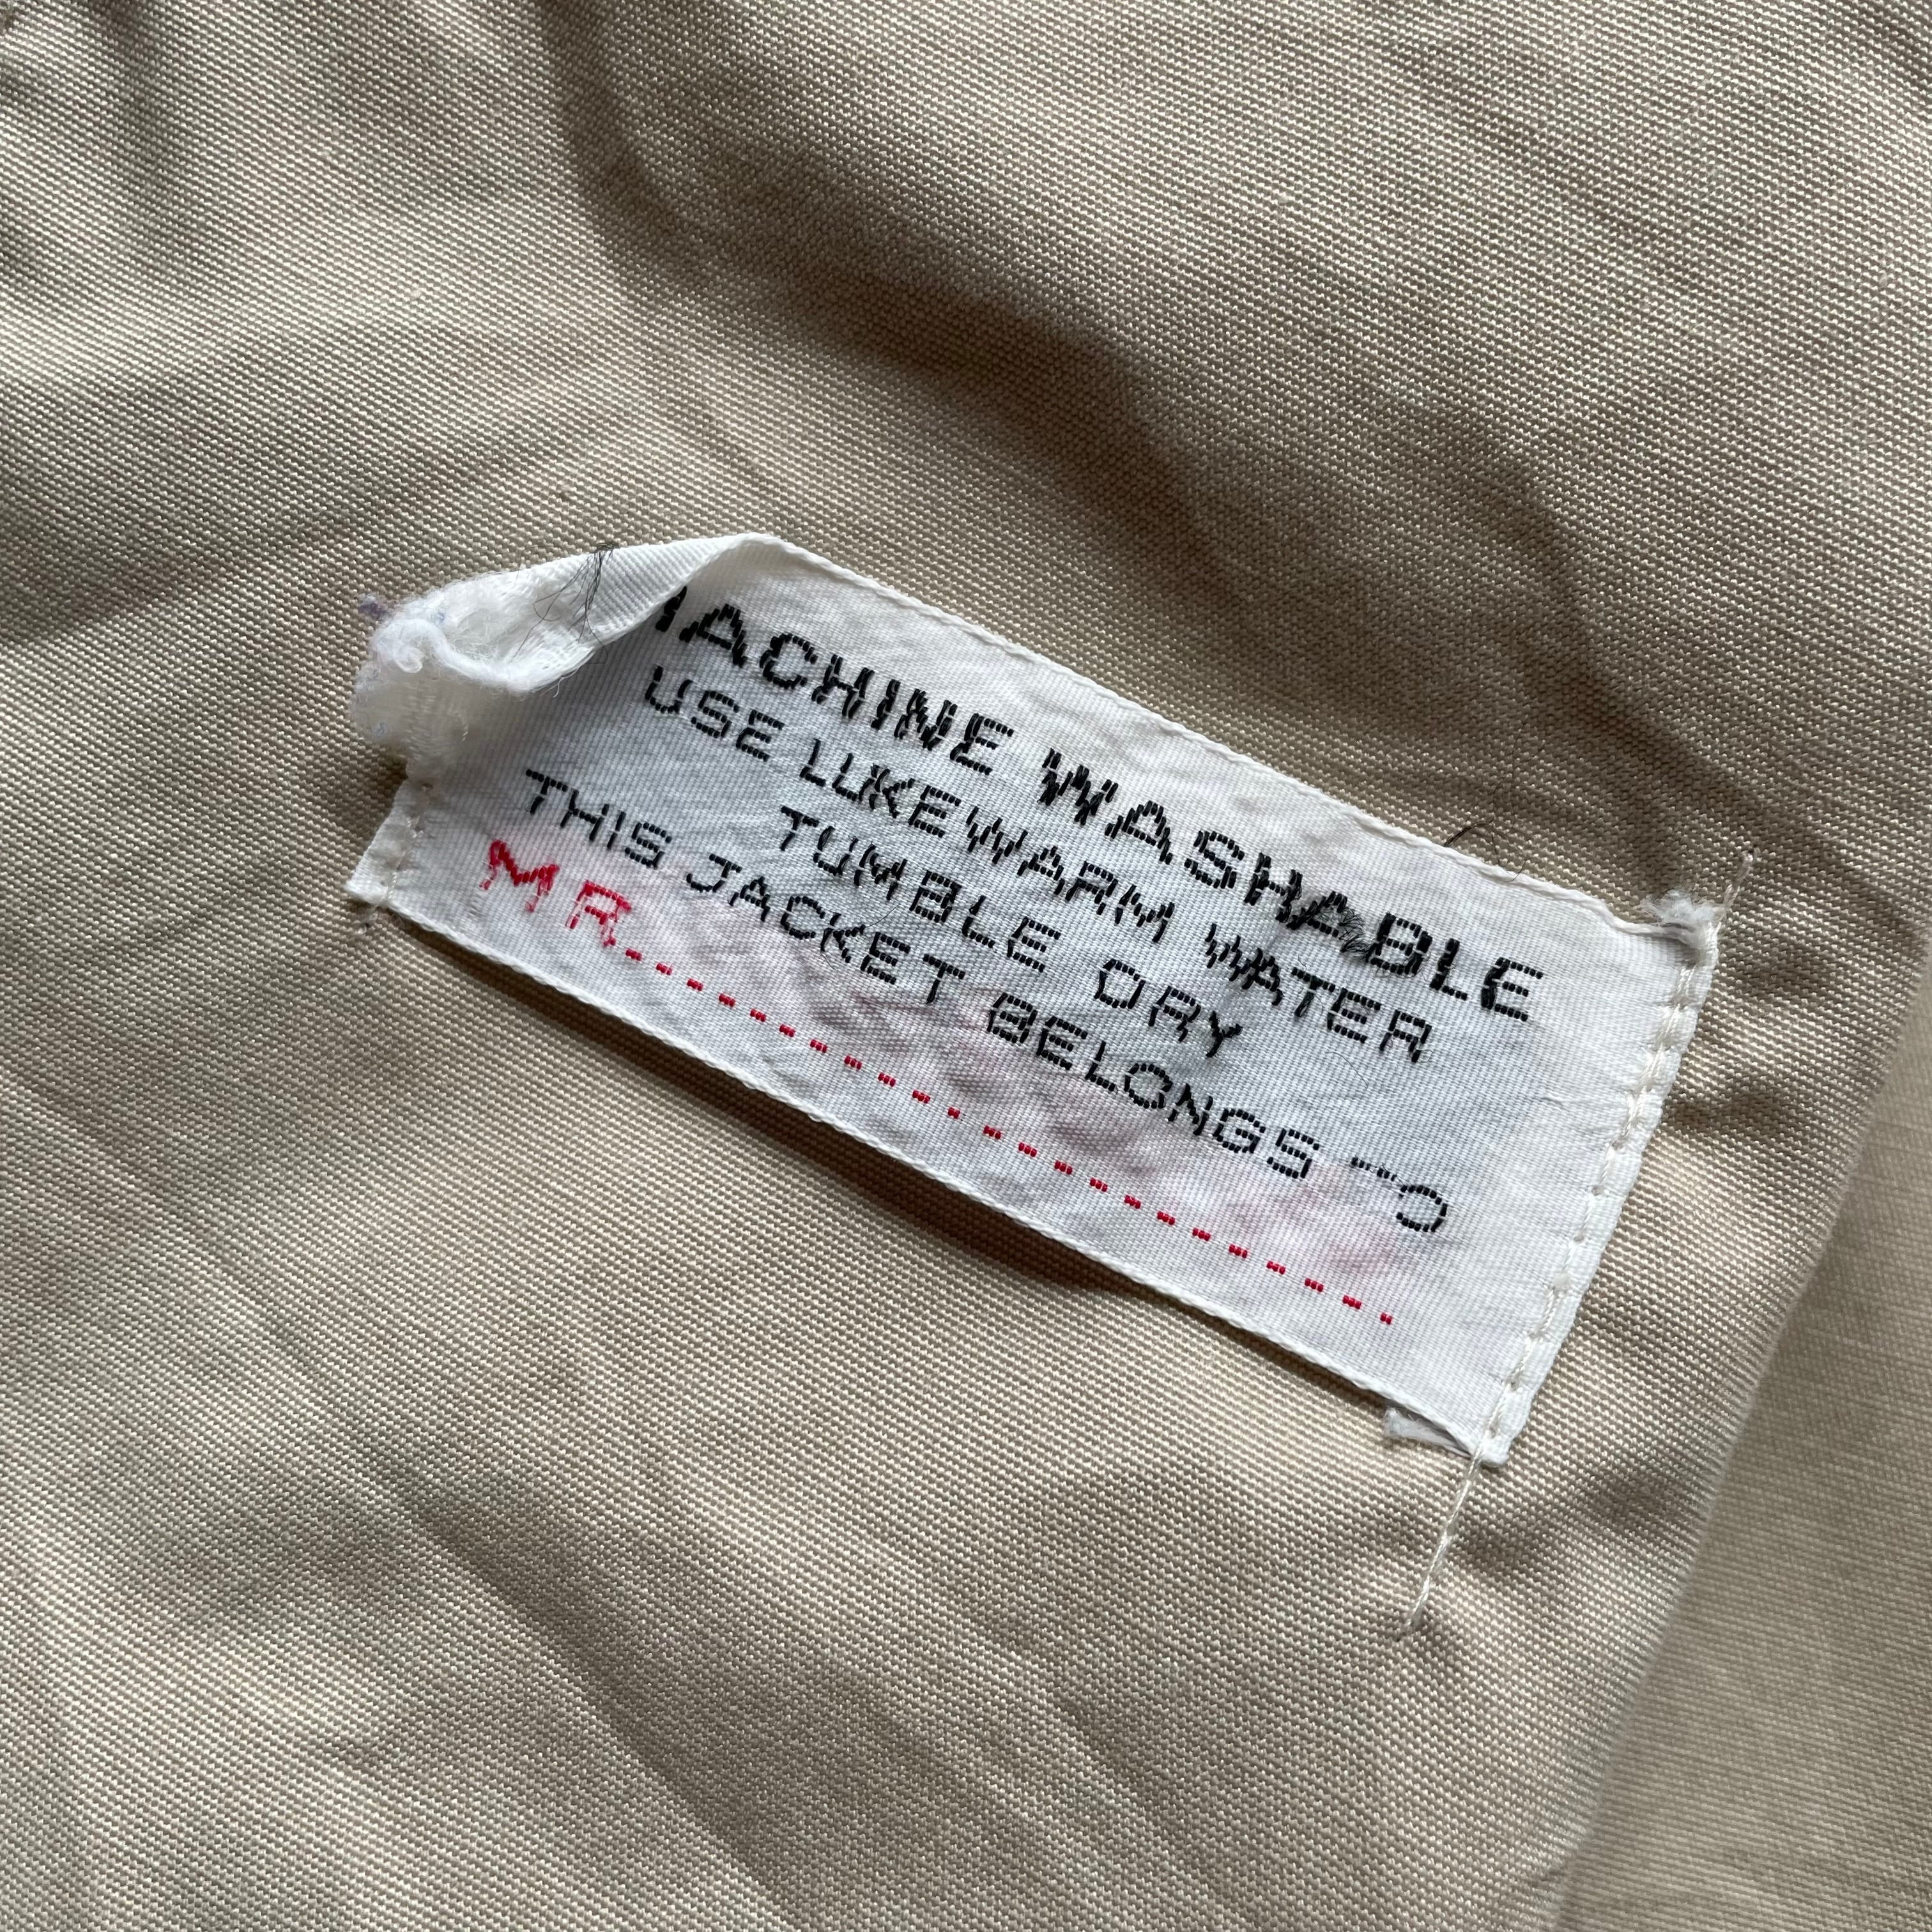 MACHINE WASHABLE
USE LUKEWARM WATER
TUMBLE DRY
THIS JACKET BELONGS TO
MR.